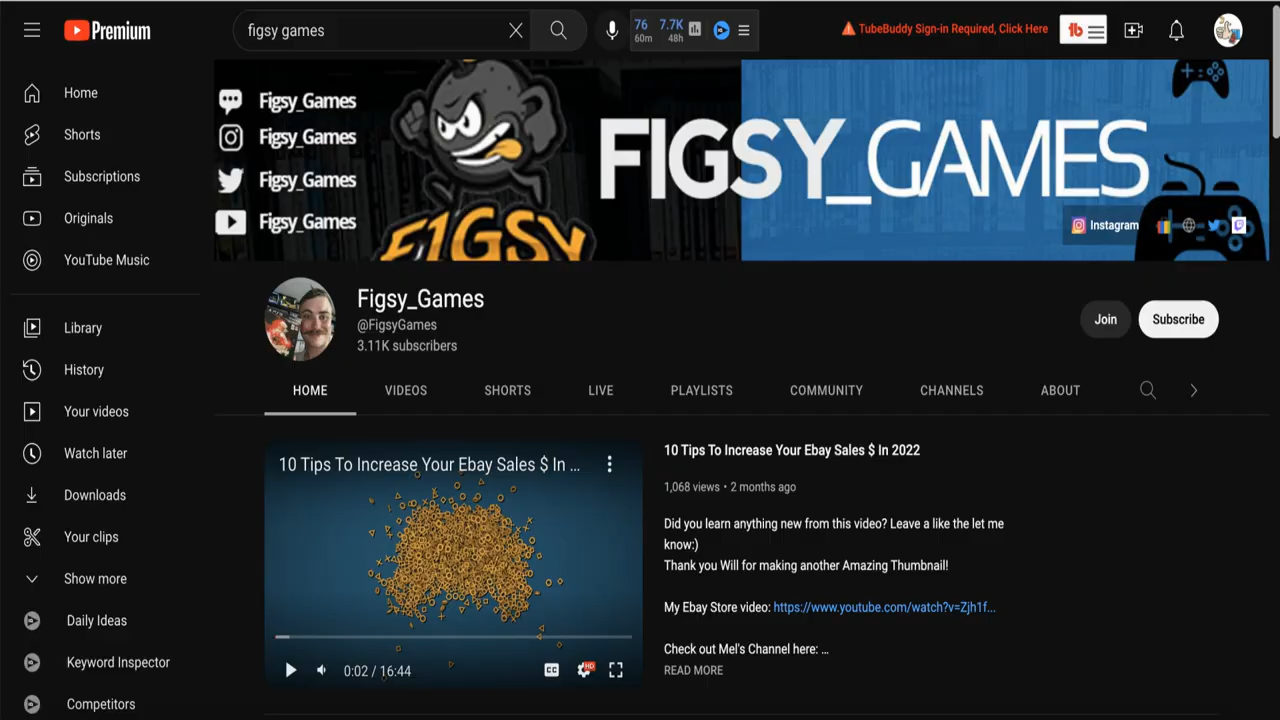 Premium
figsy games
76
60m
7.7K
48h
TubeBuddy Sign-in Required, Click Here
tb
Home
Shorts
Subscriptions
Originals
YouTube Music
Library
History
Your videos
Watch later
Downloads
Your clips
Show more
Daily Ideas
Keyword Inspector
Competitors
Figsy_Games
Figsy_Games
Figsy_Games
Figsy_Games
F1GSY
FIGSY_GAMES
Instagram
Figsy_Games
@FigsyGames
3.11K subscribers
Join
Subscribe
HOME
VIDEOS
SHORTS
LIVE
PLAYLISTS
COMMUNITY
CHANNELS
ABOUT
10 Tips To Increase Your Ebay Sales $ In ...
CC
HD
0:02 / 16:44
10 Tips To Increase Your Ebay Sales $ In 2022
1,068 views • 2 months ago
Did you learn anything new from this video? Leave a like the let me
know:)
Thank you Will for making another Amazing Thumbnail!
My Ebay Store video: https://www.youtube.com/watch?v=Zjh1f...
Check out Mel's Channel here: ...
READ MORE